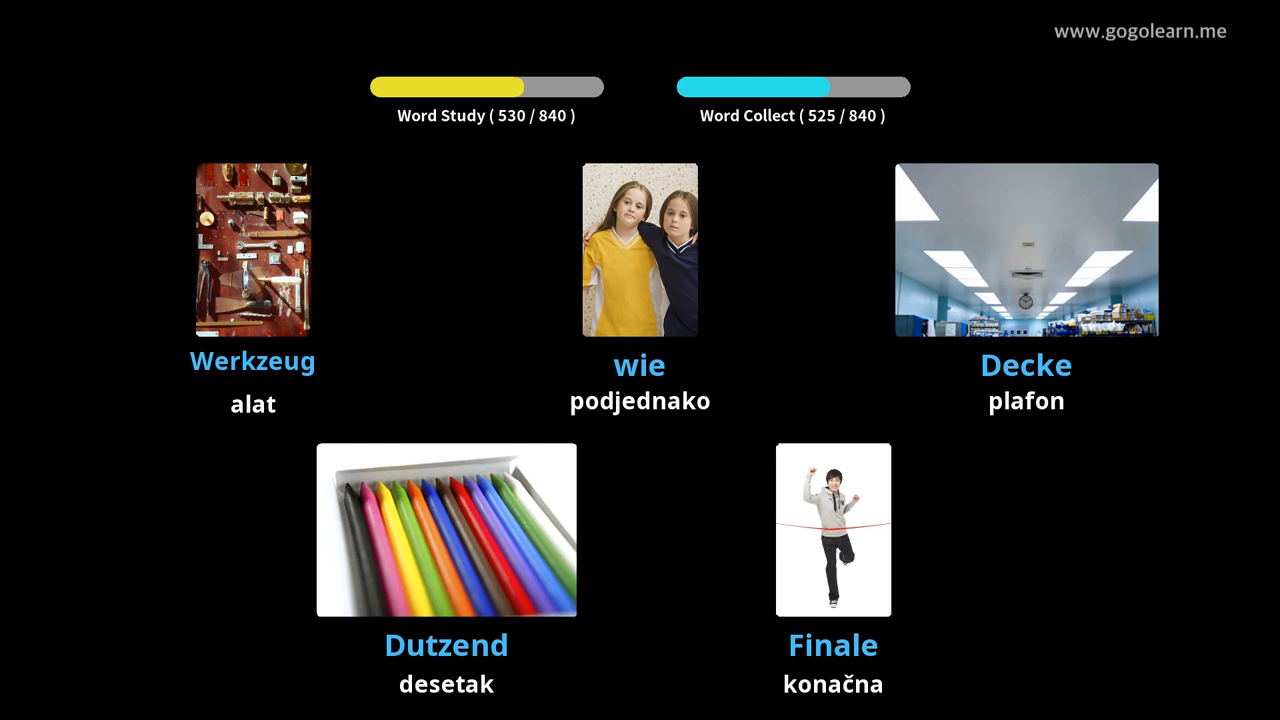 www.gogolearn.me
Word Study ( 530 / 840 )
Word Collect ( 525 / 840 )
Werkzeug
alat
wie
podjednako
Decke
plafon
Dutzend
desetak
Finale
konačna